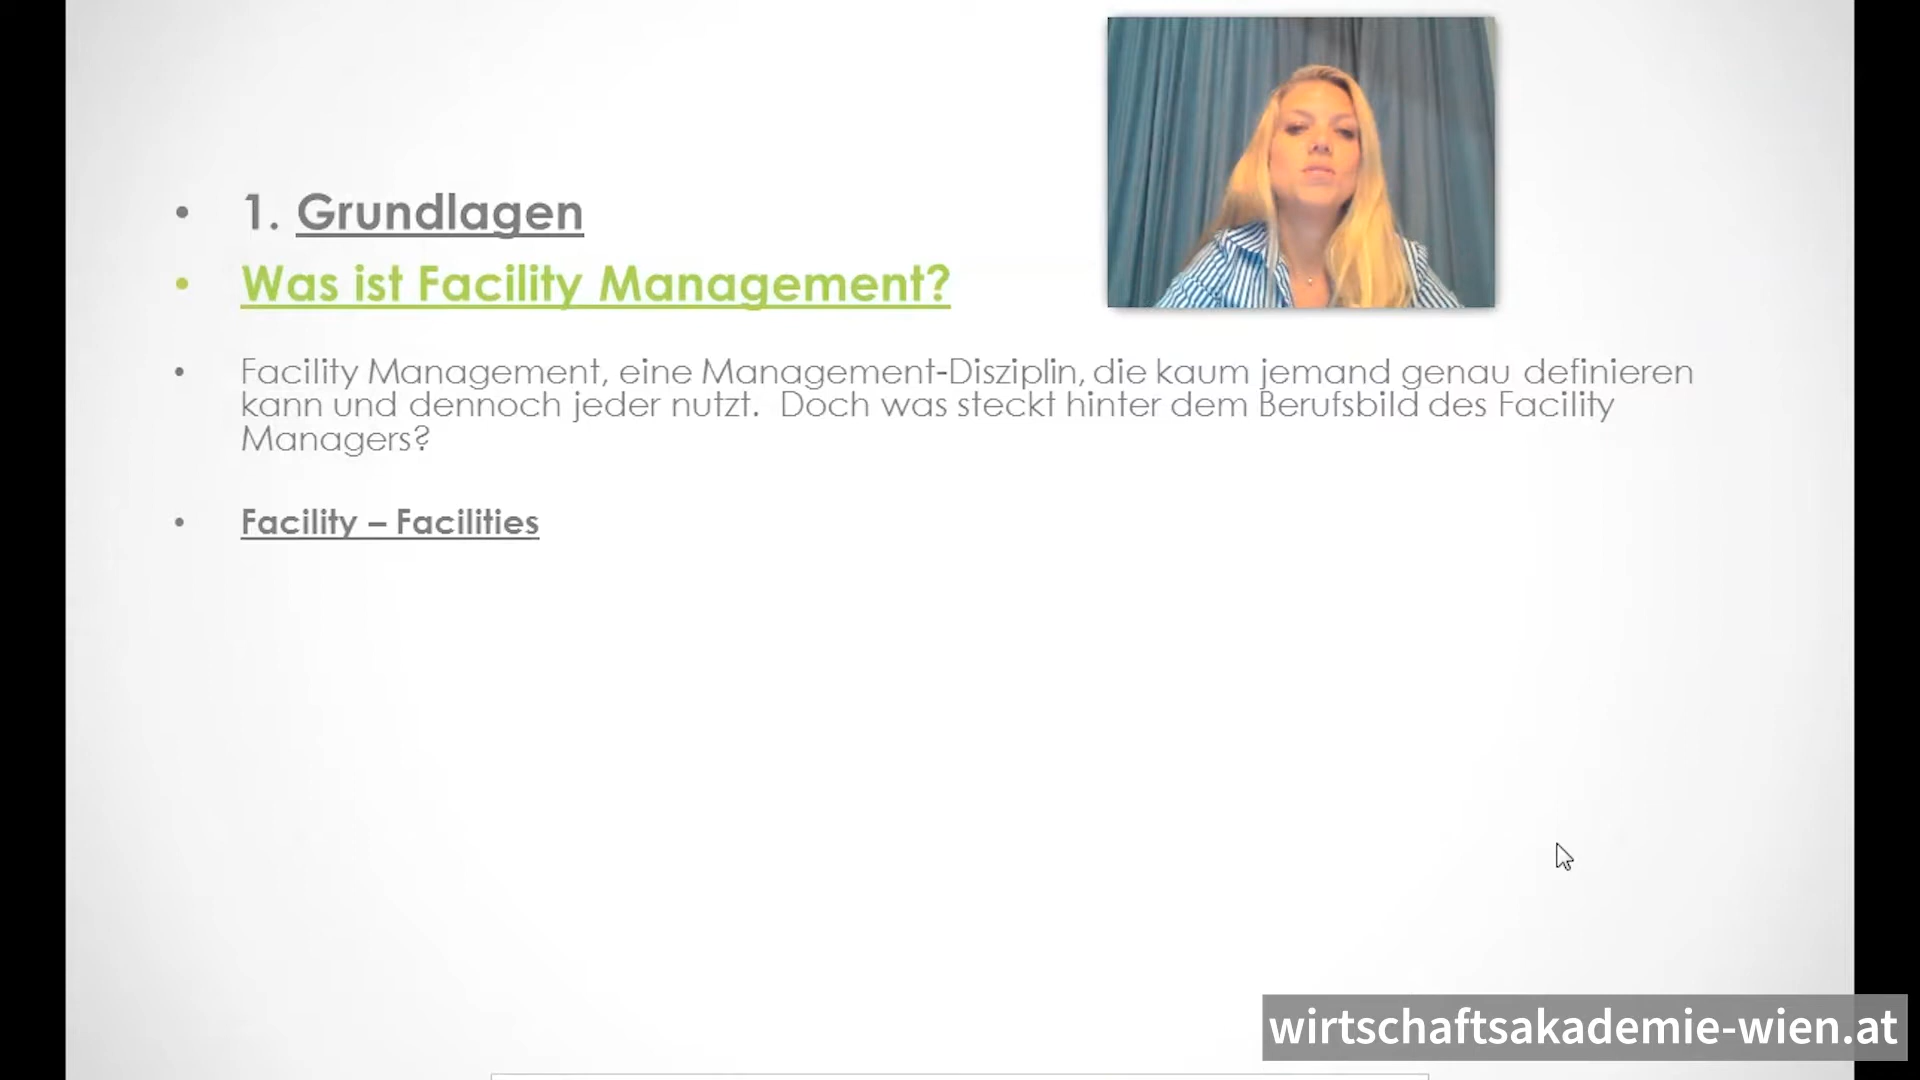 • 1. Grundlagen
• Was ist Facility Management?
• Facility Management, eine Management-Disziplin, die kaum jemand genau definieren
kann und dennoch jeder nutzt. Doch was steckt hinter dem Berufsbild des Facility
Managers?
• Facility – Facilities
wirtschaftsakademie-wien.at